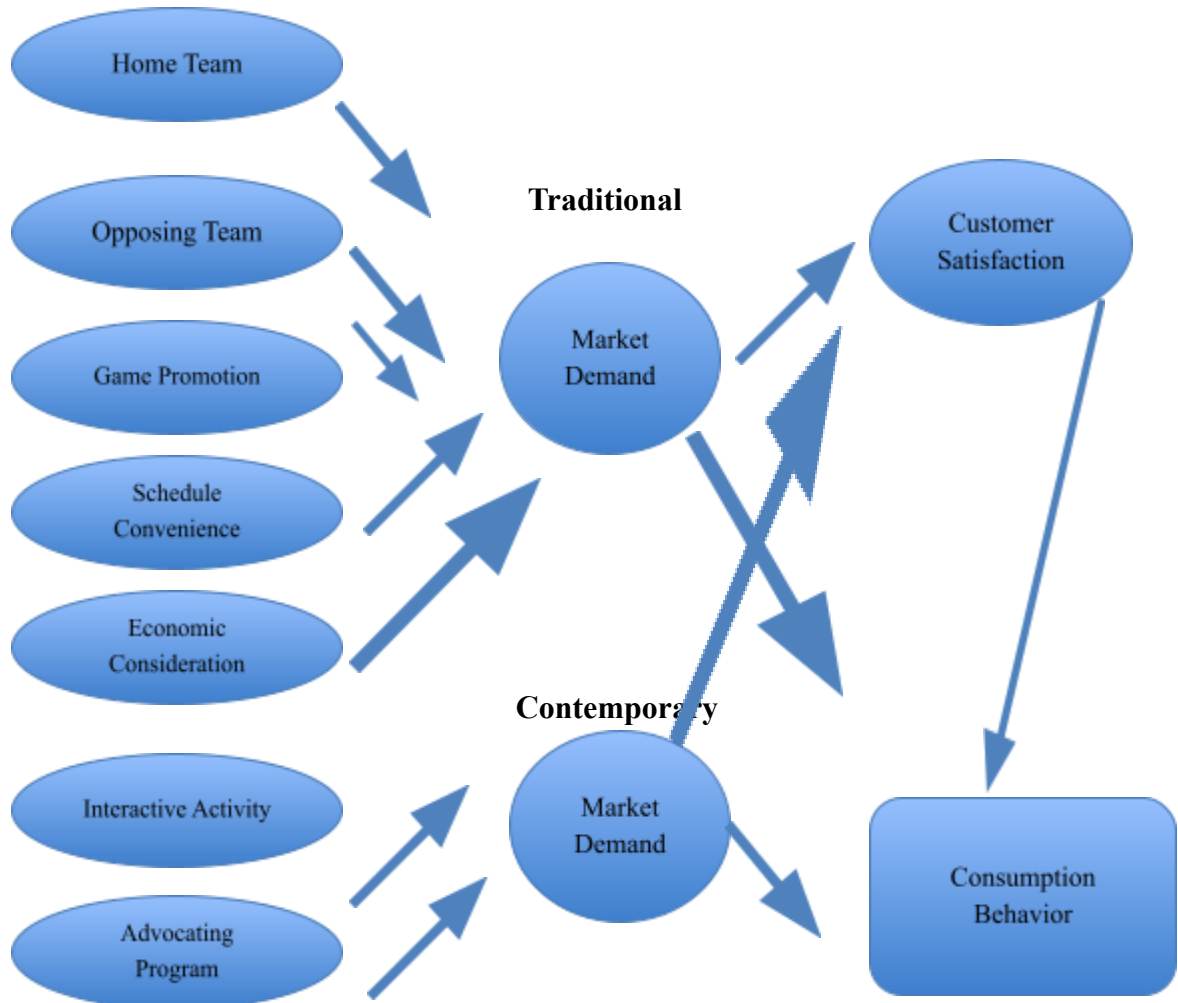 Home Team
Opposing Team
Game Promotion
Schedule
Convenience
Economic
Consideration
Interactive Activity
Advocating
Program
Traditional
Market
Demand
Contemporary
Market
Demand
Customer
Satisfaction
Consumption
Behavior